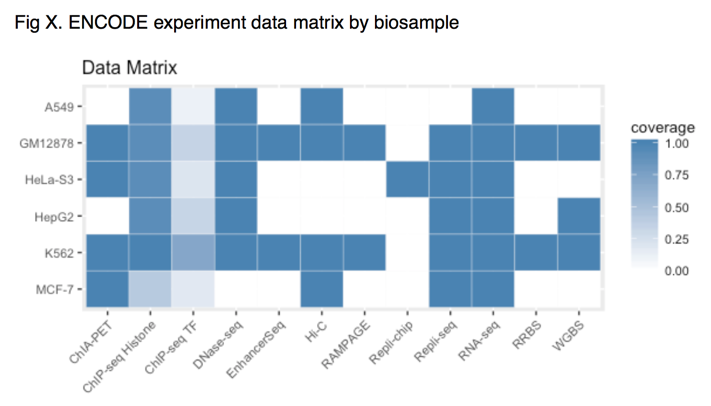 Fig X. ENCODE experiment data matrix by biosample
Data Matrix
A549
GM12878
HeLa-S3
HepG2
K562
MCF-7
ChIA-PET
ChIP-seq Histone
ChIP-seq TF
DNase-seq
EnhancerSeq
Hi-C
RAMPAGE
Repli-chip
Repli-seq
RNA-seq
RRBS
WGBS
coverage
1.00
0.75
0.50
0.25
0.00